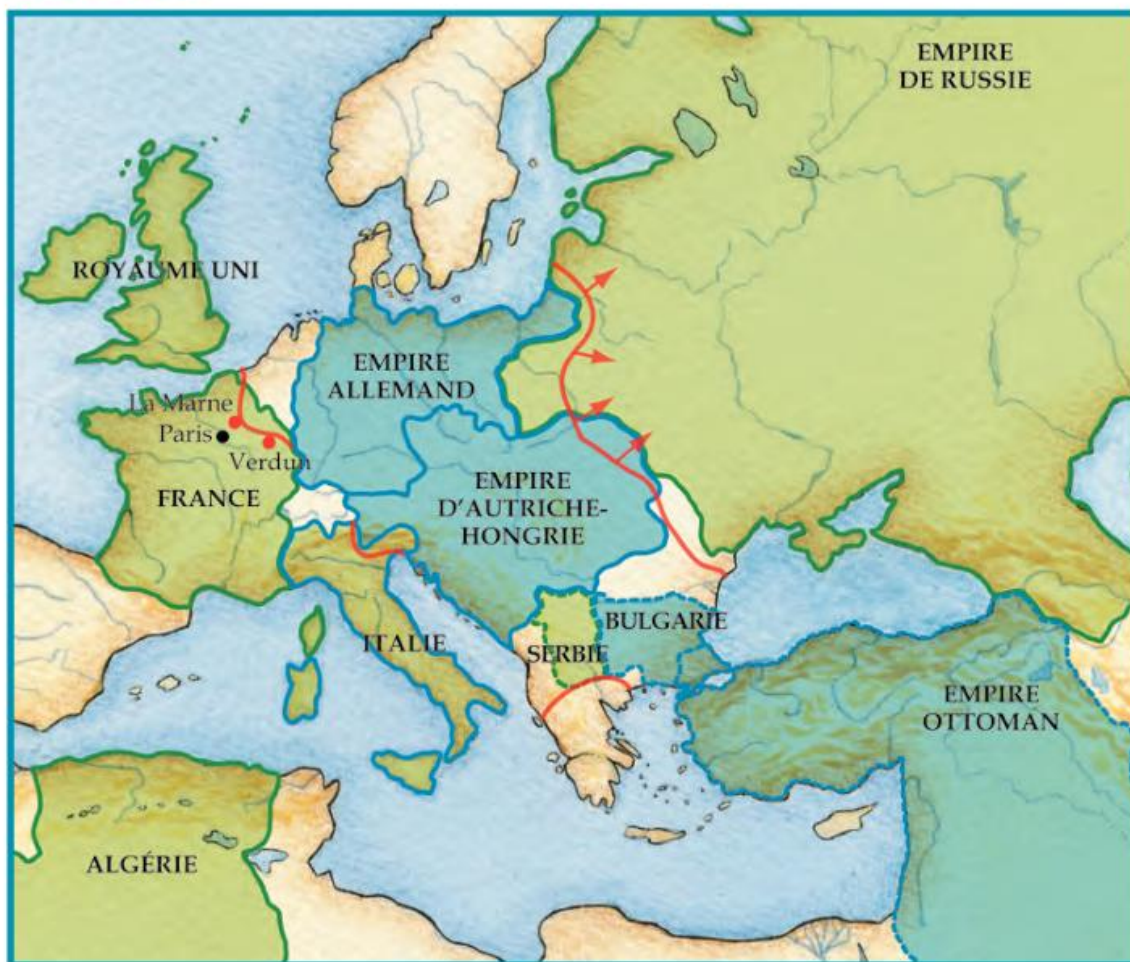 EMPIRE
DE RUSSIE
ROYAUME UNI
EMPIRE
ALLEMAND
La Marne
Paris
Verdun
FRANCE
EMPIRE
D'AUTRICHE-
HONGRIE
ITALIE
BULGARIE
SERBIE
EMPIRE
OTTOMAN
ALGÉRIE